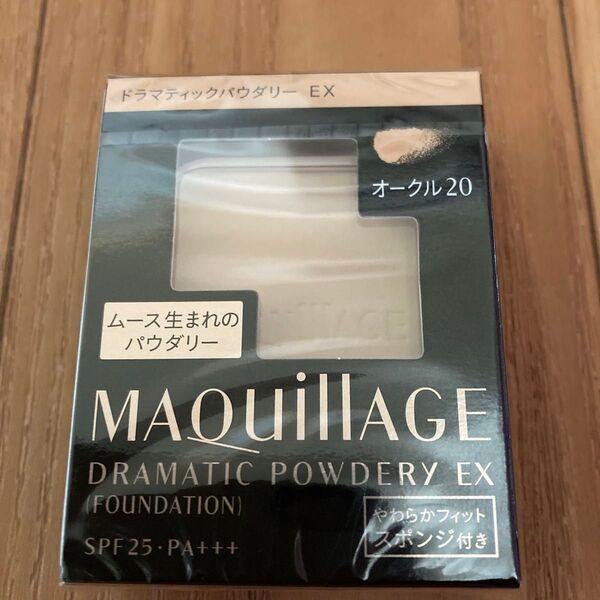 ドラマティックパウダリー EX
オークル20
ムース生まれの
パウダリー
MAQuillAGE
DRAMATIC POWDERY EX
(FOUNDATION)
SPF25・PA+++
やわらかフィット
スポンジ付き